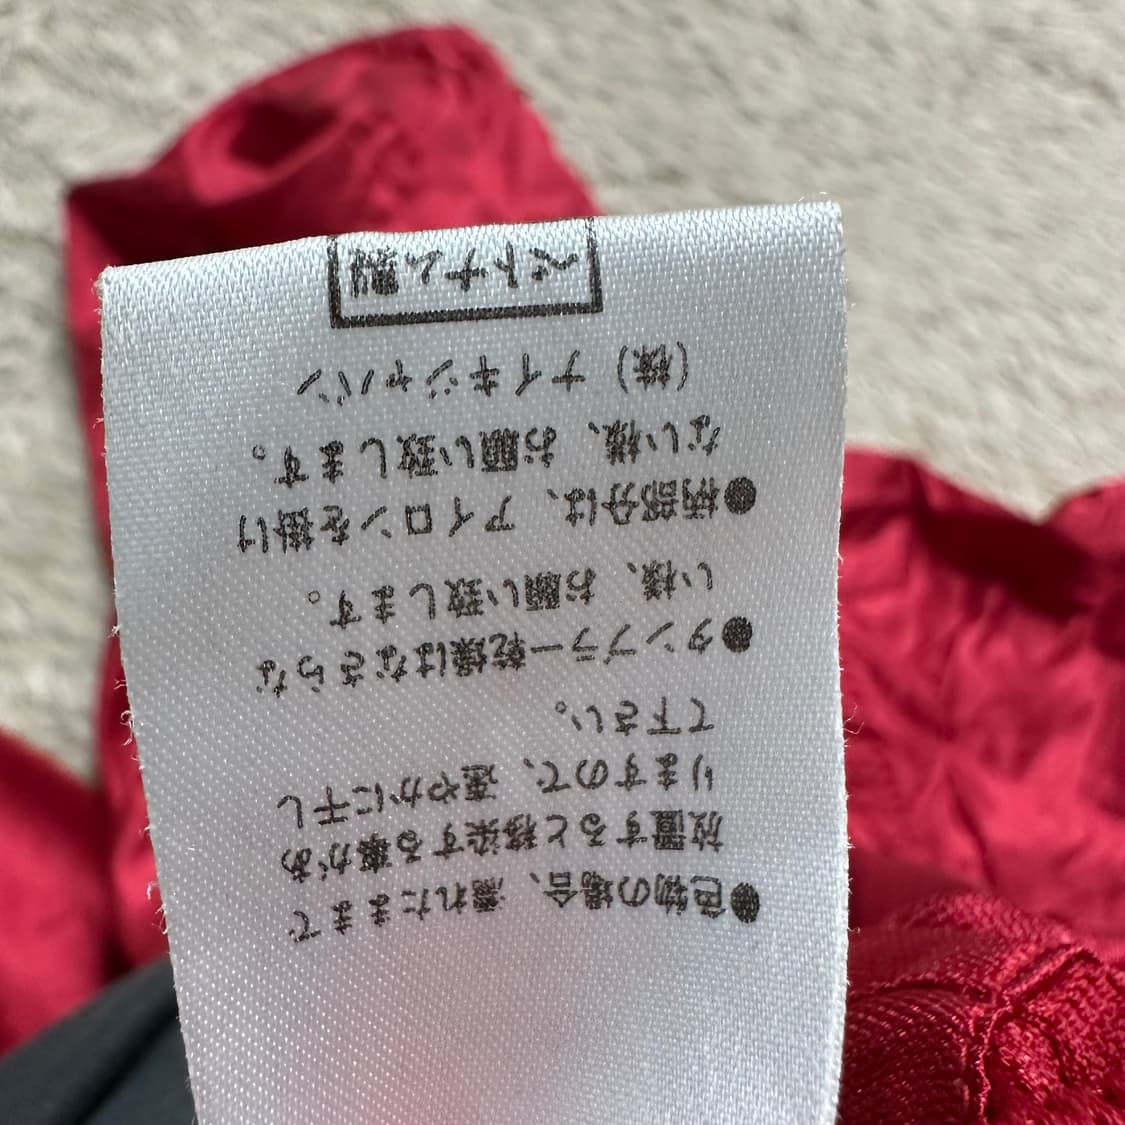 ●色物の場合、濡れたままで
放置すると移染する事があ
りますので、速やかに干し
て下さい。
●タンブラー乾燥はなさらな
い様、お願い致します。
●柄部分は、アイロンを掛け
ない様、お願い致します。
(株) ナイキジャパン
ベトナム製